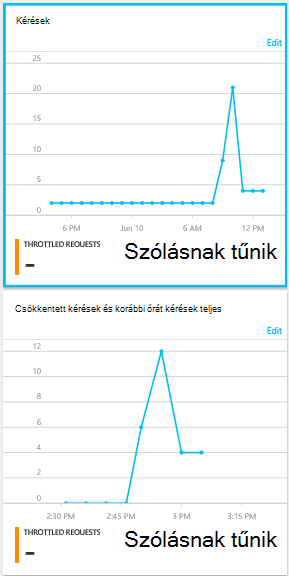 Kérések
Edit
25
20
15
10
5
0
6 PM Jun 10 6 AM 12 PM
THROTTLED REQUESTS
-
Szólásnak tűnik
Csökkentett kérések és korábbi órát kérések teljes
Edit
12
10
8
6
4
2
0
2:30 PM 2:45 PM 3 PM 3:15 PM
THROTTLED REQUESTS
-
Szólásnak tűnik